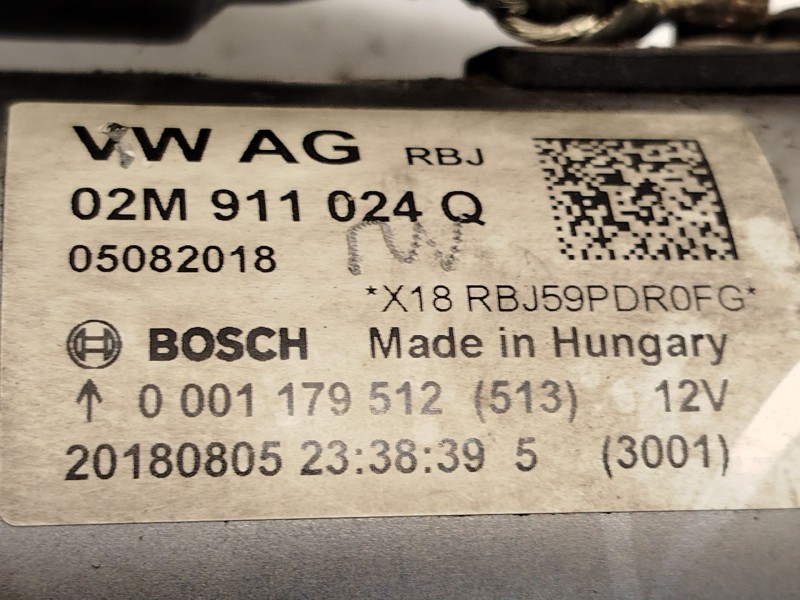 VW AG RBJ
02M 911 024 Q
05082018
*X18 RBJ59PDR0FG*
BOSCH Made in Hungary
↑ 0 001 179 512 (513) 12V
20180805 23:38:39 5 (3001)